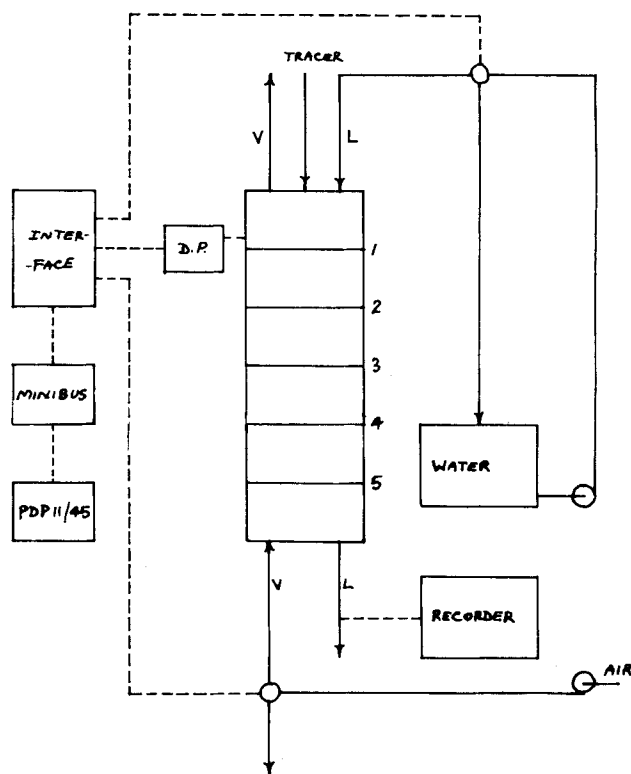 TRACER
V
L
INTER-
-FACE
D.P.
1
2
3
MINIBUS
4
WATER
5
PDP11/45
V
L
RECORDER
AIR